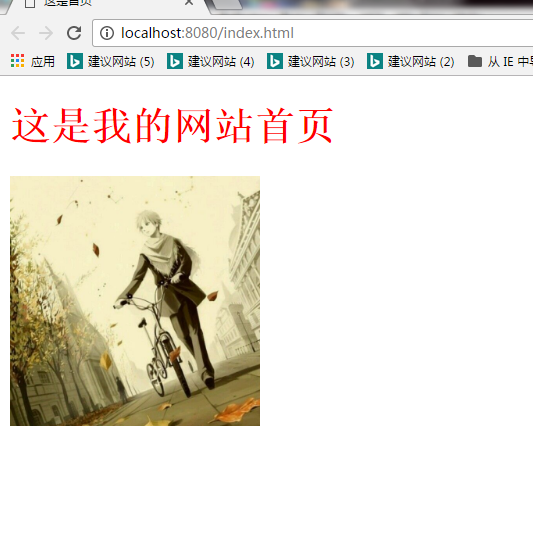 这是首页
localhost:8080/index.html
应用 建议网站 (5) 建议网站 (4) 建议网站 (3) 建议网站 (2) 从 IE 中
这是我的网站首页